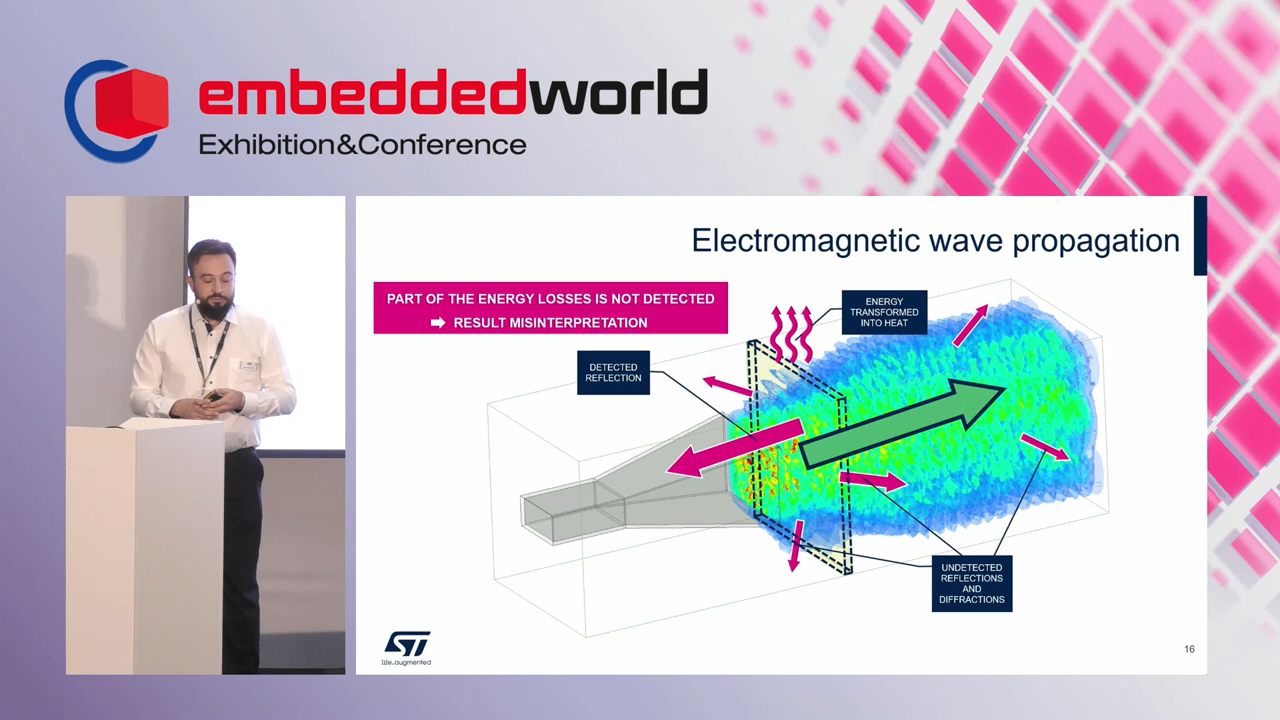 embeddedworld
Exhibition&Conference
Electromagnetic wave propagation
PART OF THE ENERGY LOSSES IS NOT DETECTED
➡ RESULT MISINTERPRETATION
ENERGY
TRANSFORMED
INTO HEAT
DETECTED
REFLECTION
UNDETECTED
REFLECTIONS
AND
DIFFRACTIONS
ST
life.augmented
16